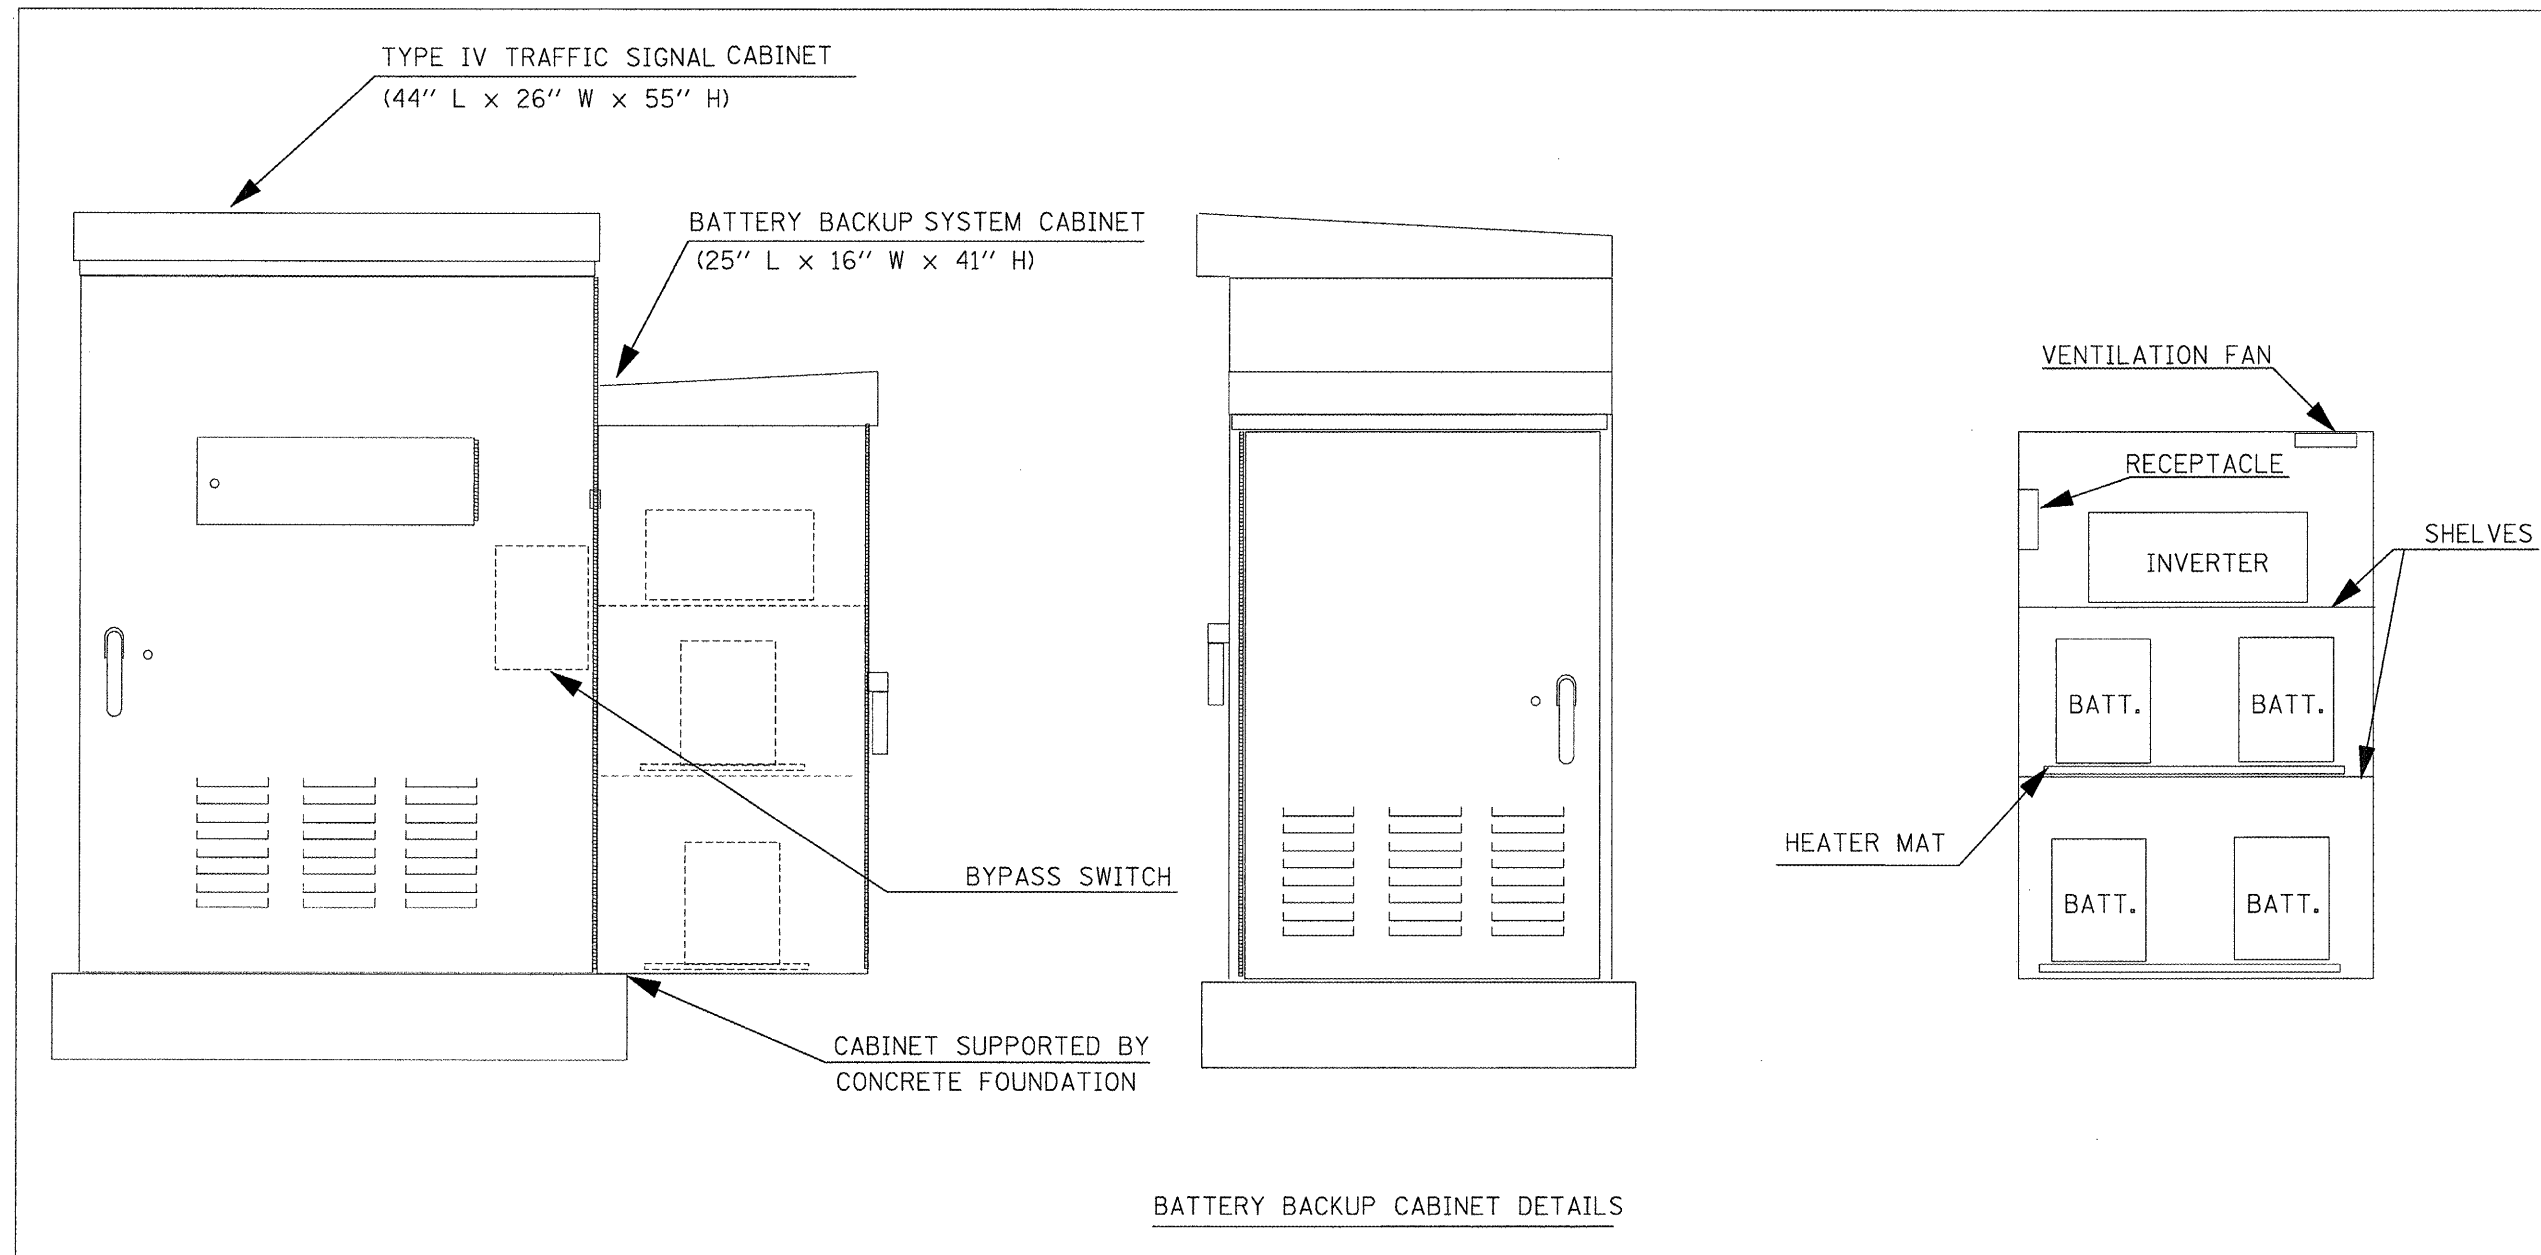 TYPE IV TRAFFIC SIGNAL CABINET
(44" L x 26" W x 55" H)
BATTERY BACKUP SYSTEM CABINET
(25" L x 16" W x 41" H)
VENTILATION FAN
RECEPTACLE
SHELVES
INVERTER
BATT.
BATT.
HEATER MAT
BYPASS SWITCH
BATT.
BATT.
CABINET SUPPORTED BY
CONCRETE FOUNDATION
BATTERY BACKUP CABINET DETAILS